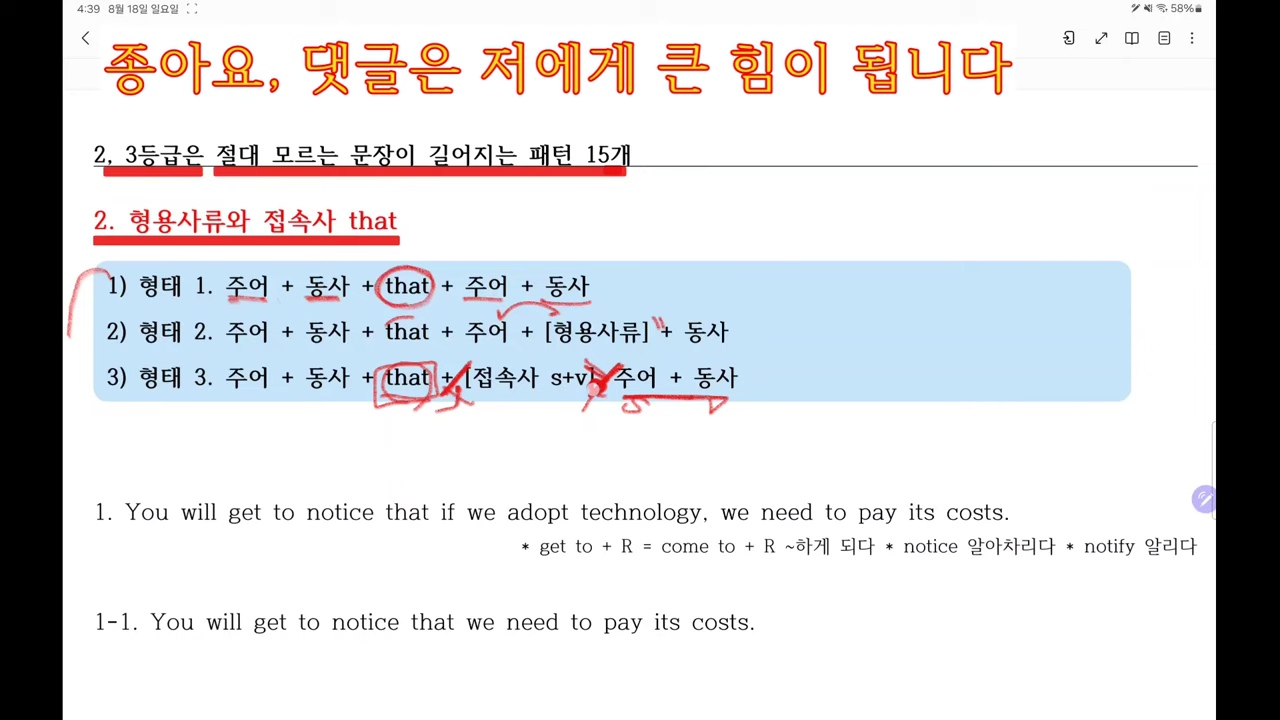 4:39 8월 18일 일요일 58%
좋아요, 댓글은 저에게 큰 힘이 됩니다
2, 3등급은 절대 모르는 문장이 길어지는 패턴 15개
2. 형용사류와 접속사 that
1) 형태 1. 주어 + 동사 + that + 주어 + 동사
2) 형태 2. 주어 + 동사 + that + 주어 + [형용사류] + 동사
3) 형태 3. 주어 + 동사 + that + [접속사 s+v] 주어 + 동사
1. You will get to notice that if we adopt technology, we need to pay its costs.
* get to + R = come to + R ~하게 되다 * notice 알아차리다 * notify 알리다
1-1. You will get to notice that we need to pay its costs.